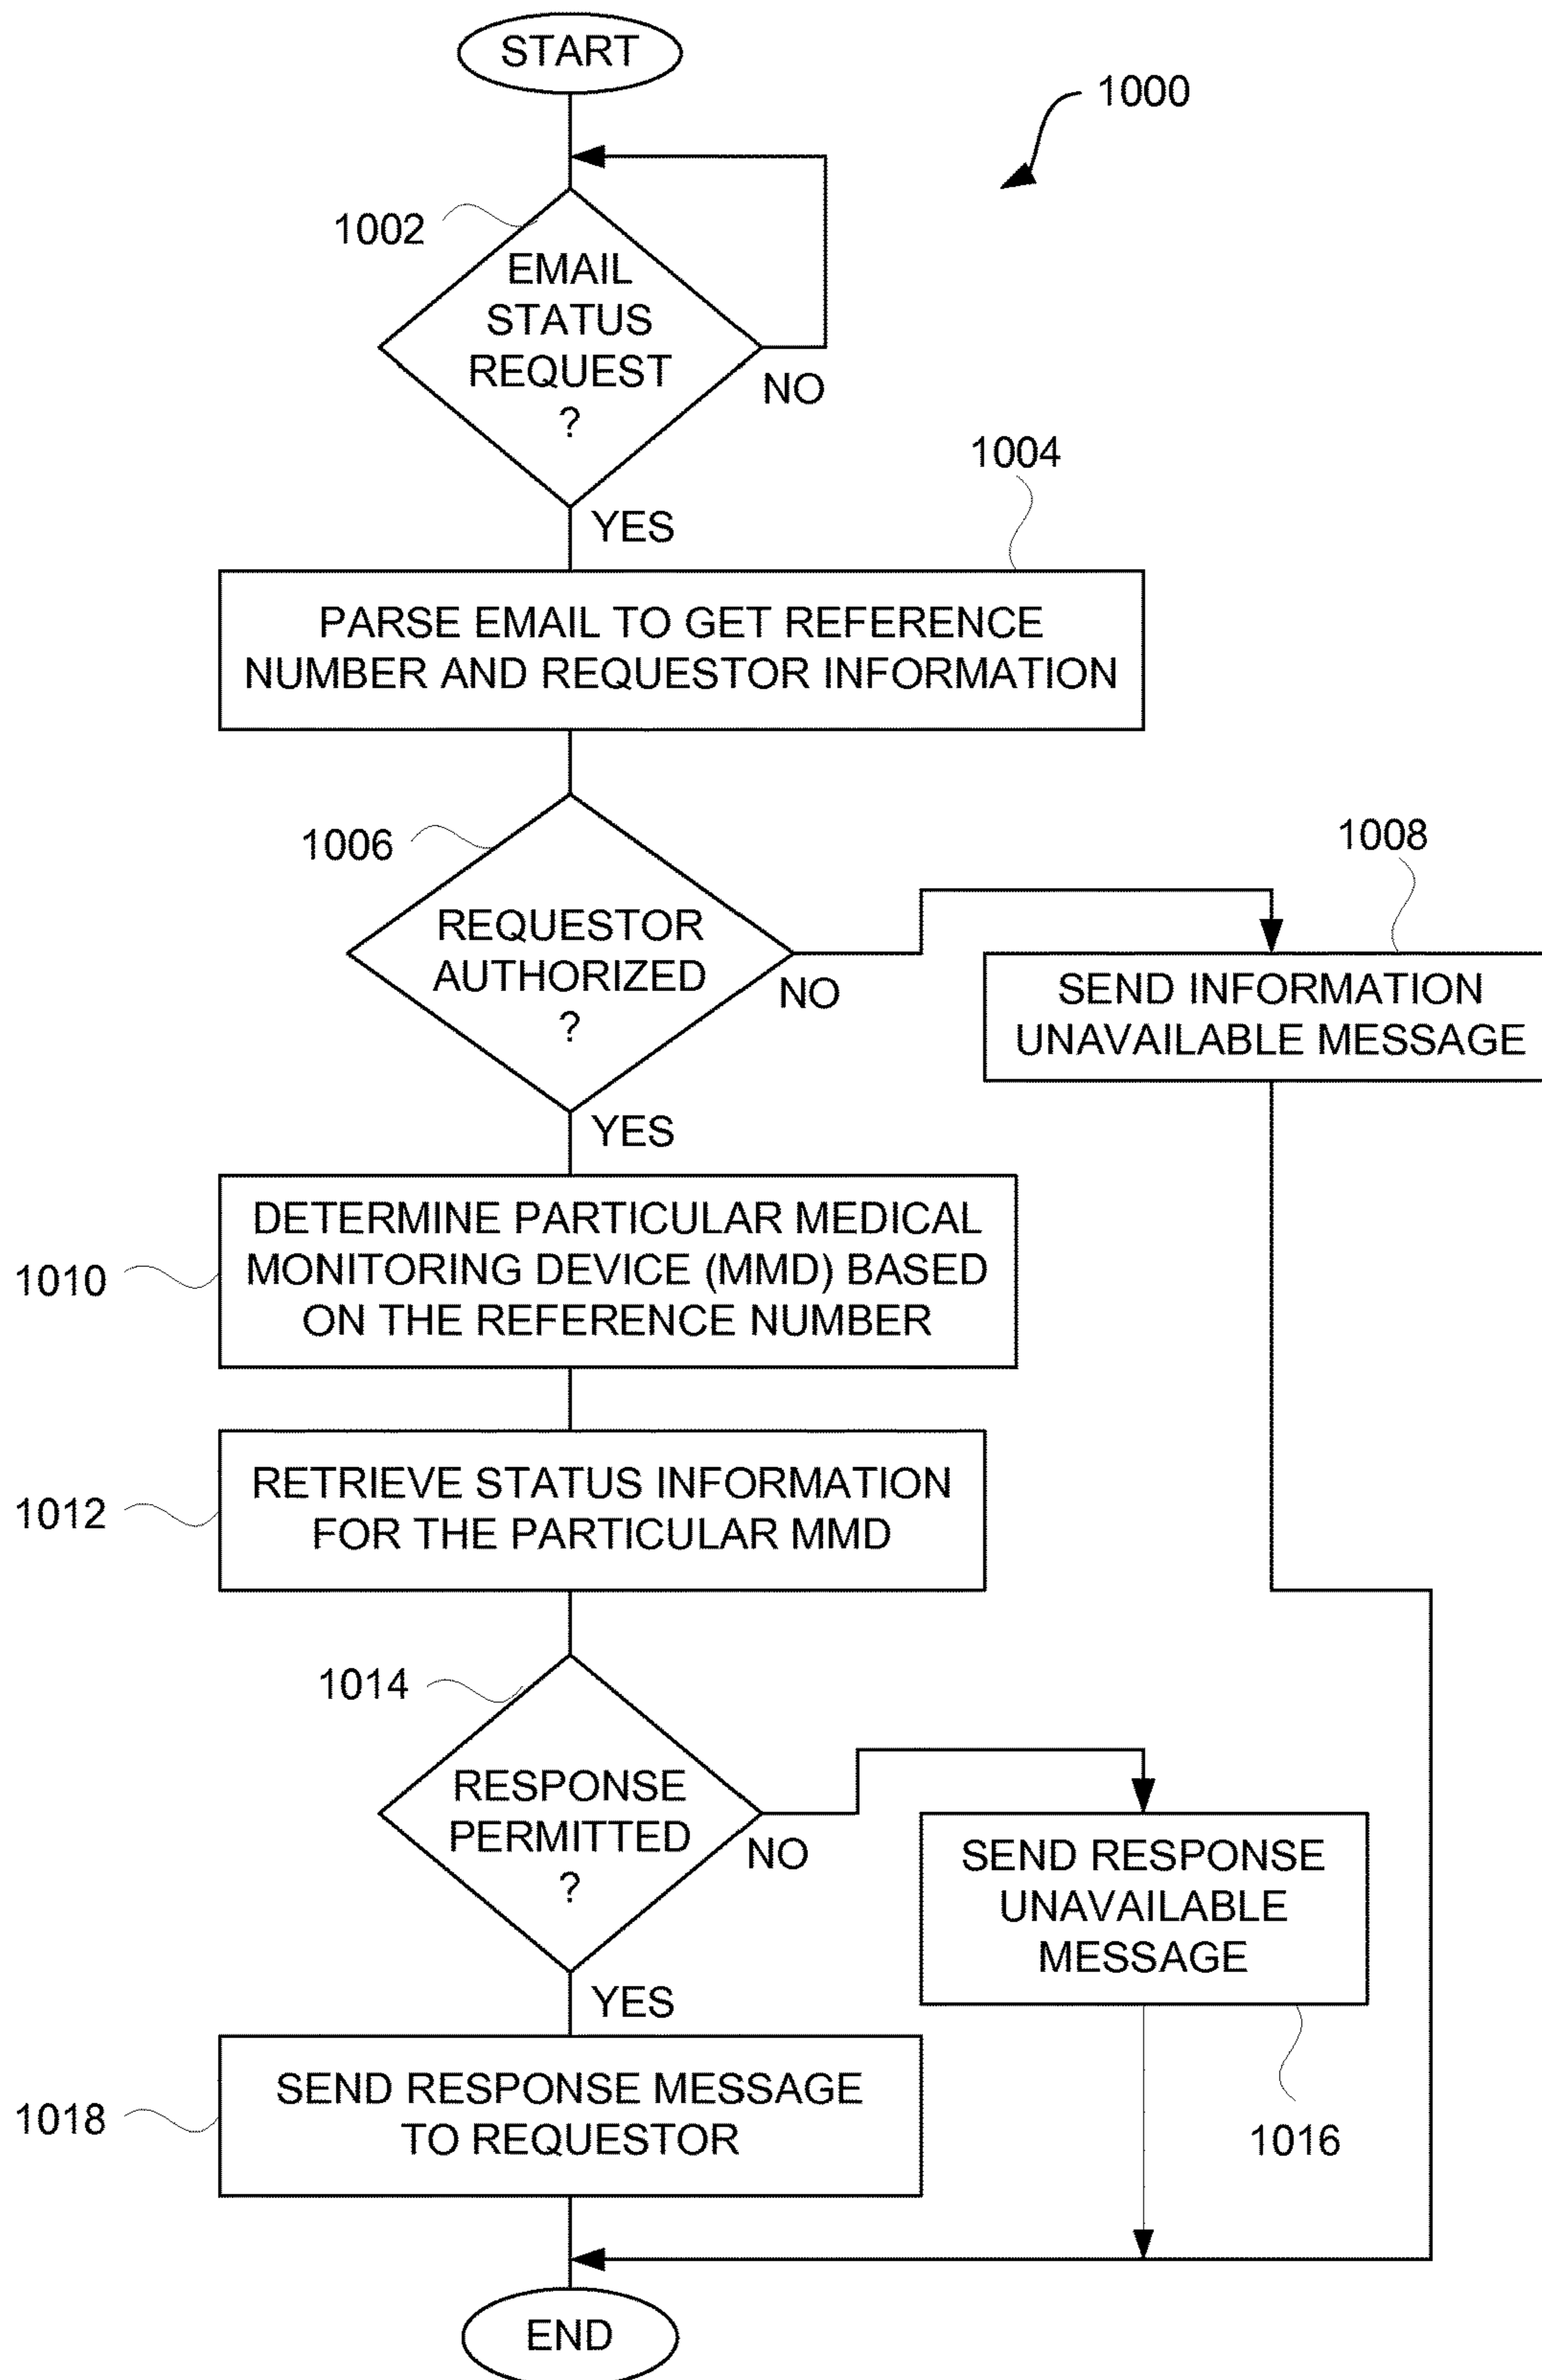 START
1000
1002
EMAIL
STATUS
REQUEST
?
NO
YES
1004
PARSE EMAIL TO GET REFERENCE
NUMBER AND REQUESTOR INFORMATION
1006
REQUESTOR
AUTHORIZED
?
NO
YES
1008
SEND INFORMATION
UNAVAILABLE MESSAGE
1010
DETERMINE PARTICULAR MEDICAL
MONITORING DEVICE (MMD) BASED
ON THE REFERENCE NUMBER
1012
RETRIEVE STATUS INFORMATION
FOR THE PARTICULAR MMD
1014
RESPONSE
PERMITTED
?
NO
YES
SEND RESPONSE
UNAVAILABLE
MESSAGE
1016
1018
SEND RESPONSE MESSAGE
TO REQUESTOR
END